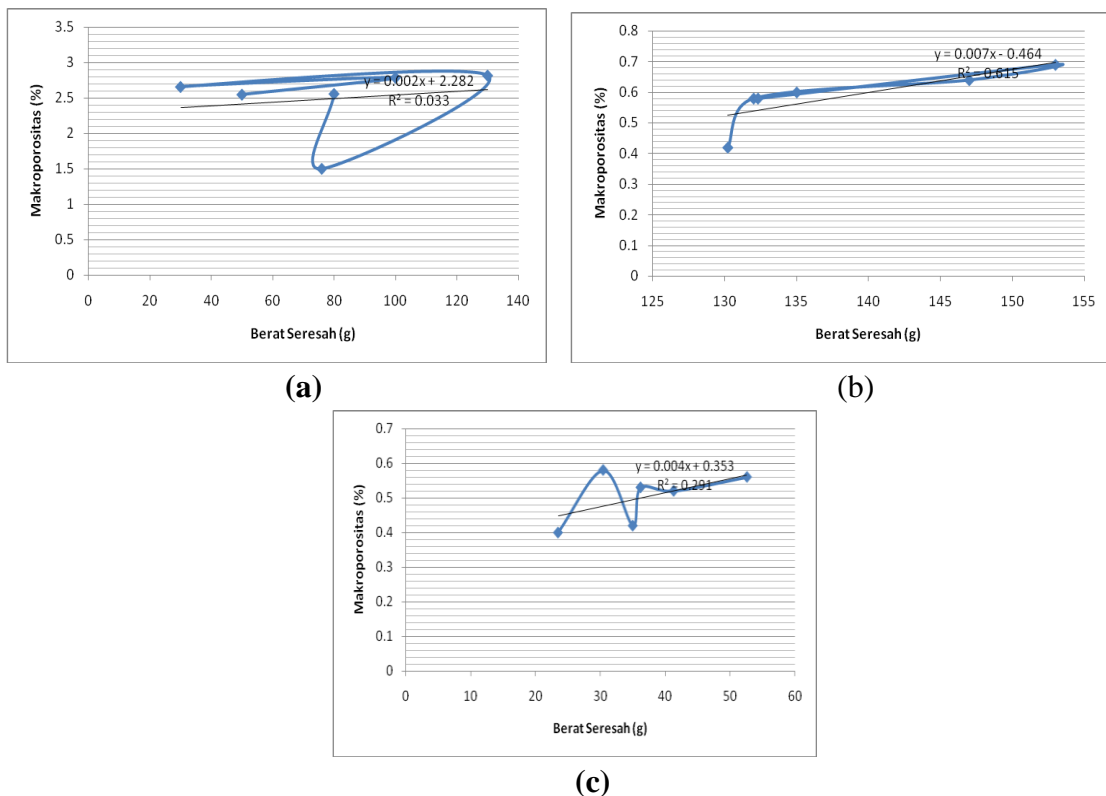 3.5
3
2.5
2
1.5
1
0.5
0
Makroporositas (%)
y = 0.002x + 2.282
R² = 0.033
0 20 40 60 80 100 120 140
Berat Seresah (g)
(a)
0.8
0.7
0.6
0.5
0.4
0.3
0.2
0.1
0
Makroporositas (%)
y = 0.007x - 0.464
R² = 0.615
125 130 135 140 145 150 155
Berat Seresah (g)
(b)
0.7
0.6
0.5
0.4
0.3
0.2
0.1
0
Makroporositas (%)
y = 0.004x + 0.353
R² = 0.291
0 10 20 30 40 50 60
Berat Seresah (g)
(c)